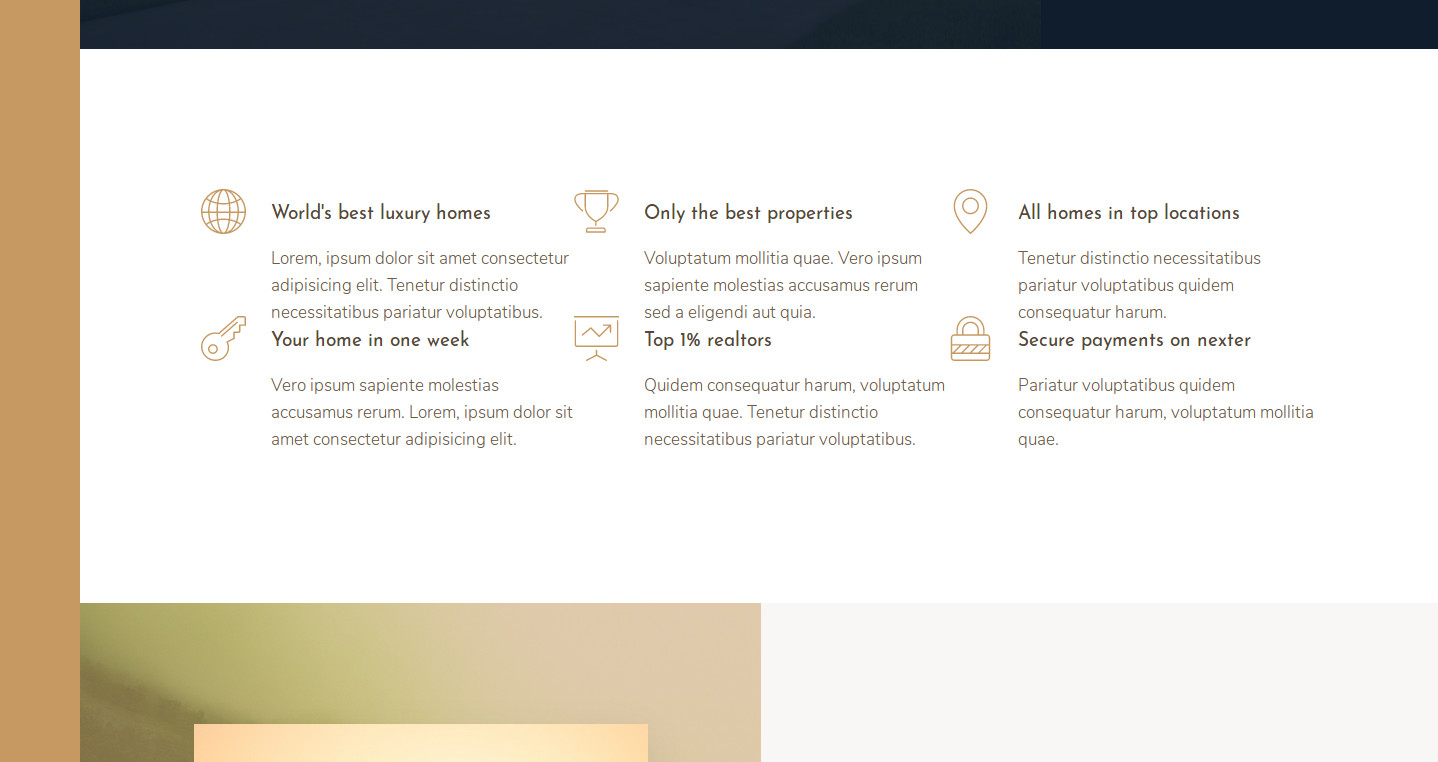 World's best luxury homes
Lorem, ipsum dolor sit amet consectetur
adipisicing elit. Tenetur distinctio
necessitatibus pariatur voluptatibus.
Only the best properties
Voluptatum mollitia quae. Vero ipsum
sapiente molestias accusamus rerum
sed a eligendi aut quia.
All homes in top locations
Tenetur distinctio necessitatibus
pariatur voluptatibus quidem
consequatur harum.
Your home in one week
Vero ipsum sapiente molestias
accusamus rerum. Lorem, ipsum dolor sit
amet consectetur adipisicing elit.
Top 1% realtors
Quidem consequatur harum, voluptatum
mollitia quae. Tenetur distinctio
necessitatibus pariatur voluptatibus.
Secure payments on nexter
Pariatur voluptatibus quidem
consequatur harum, voluptatum mollitia
quae.